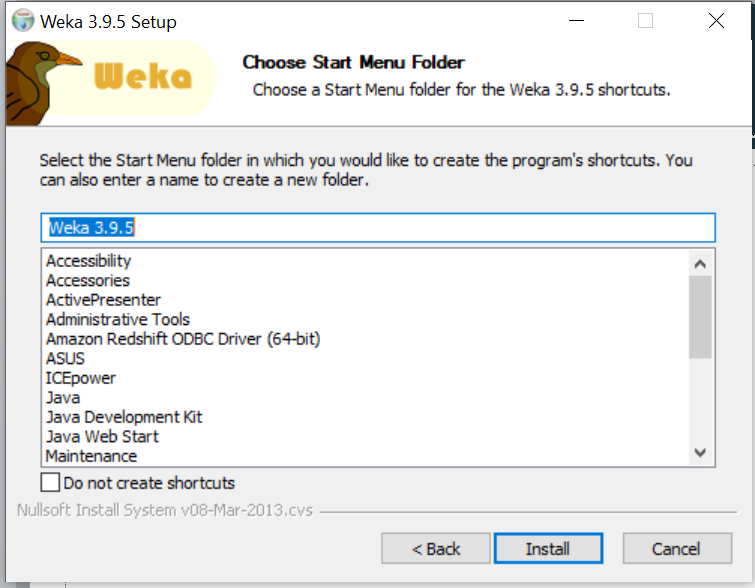 Weka 3.9.5 Setup
Weka
Choose Start Menu Folder
Choose a Start Menu folder for the Weka 3.9.5 shortcuts.
Select the Start Menu folder in which you would like to create the program's shortcuts. You
can also enter a name to create a new folder.
Weka 3.9.5
Accessibility
Accessories
ActivePresenter
Administrative Tools
Amazon Redshift ODBC Driver (64-bit)
ASUS
ICEpower
Java
Java Development Kit
Java Web Start
Maintenance
Do not create shortcuts
Nullsoft Install System v08-Mar-2013.cvs
< Back
Install
Cancel